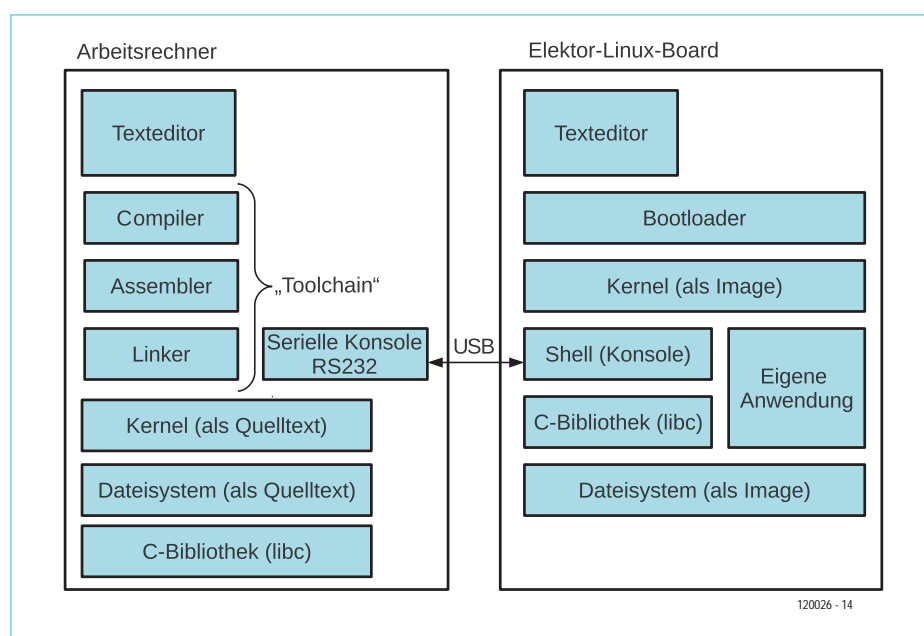 Arbeitsrechner
Texteditor
Compiler
Assembler
Linker
„Toolchain“
Serielle Konsole
RS232
Kernel (als Quelltext)
Dateisystem (als Quelltext)
C-Bibliothek (libc)
USB
Elektor-Linux-Board
Texteditor
Bootloader
Kernel (als Image)
Shell (Konsole)
C-Bibliothek (libc)
Eigene
Anwendung
Dateisystem (als Image)
120026 - 14